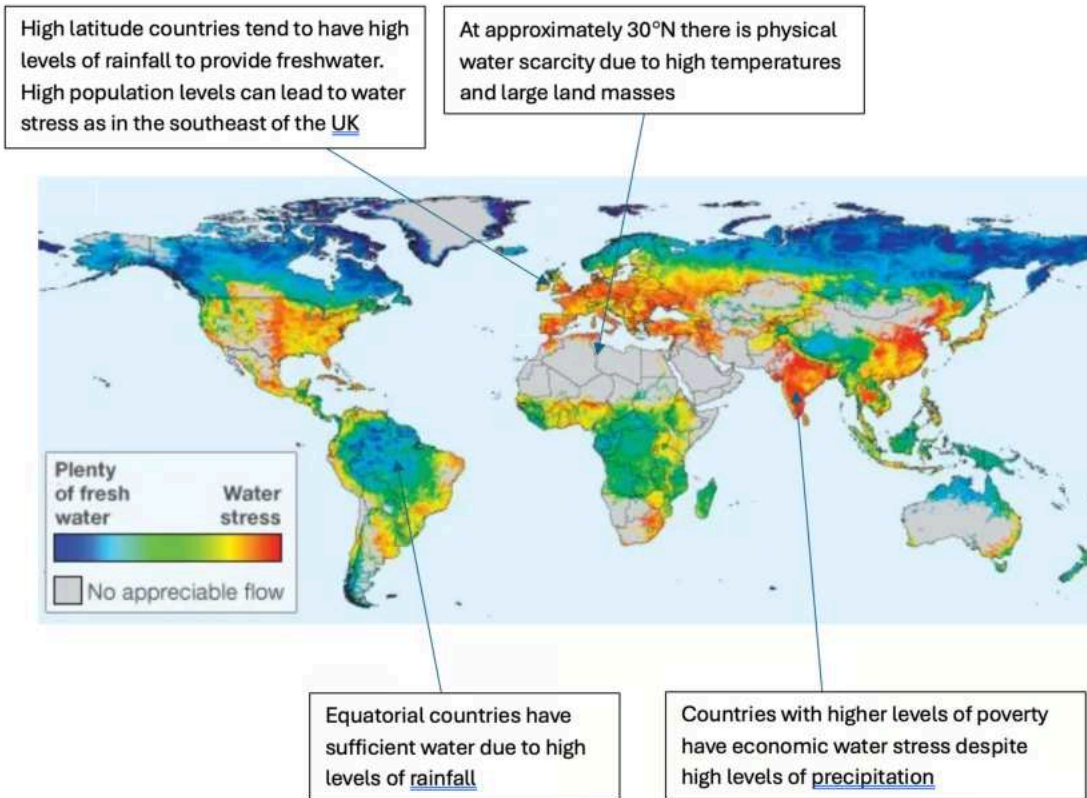 High latitude countries tend to have high
levels of rainfall to provide freshwater.
High population levels can lead to water
stress as in the southeast of the UK
At approximately 30°N there is physical
water scarcity due to high temperatures
and large land masses
Plenty
of fresh
water
Water
stress
No appreciable flow
Equatorial countries have
sufficient water due to high
levels of rainfall
Countries with higher levels of poverty
have economic water stress despite
high levels of precipitation